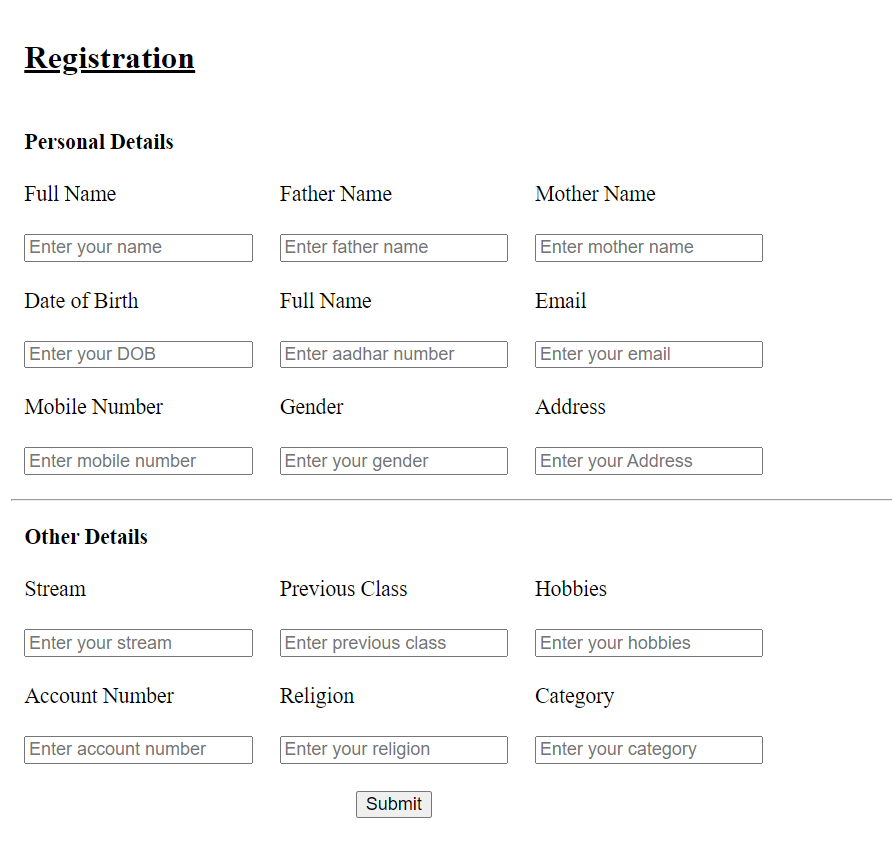 Registration
Personal Details
Full Name Father Name Mother Name
Enter your name Enter father name Enter mother name
Date of Birth Full Name Email
Enter your DOB Enter aadhar number Enter your email
Mobile Number Gender Address
Enter mobile number Enter your gender Enter your Address
Other Details
Stream Previous Class Hobbies
Enter your stream Enter previous class Enter your hobbies
Account Number Religion Category
Enter account number Enter your religion Enter your category
Submit